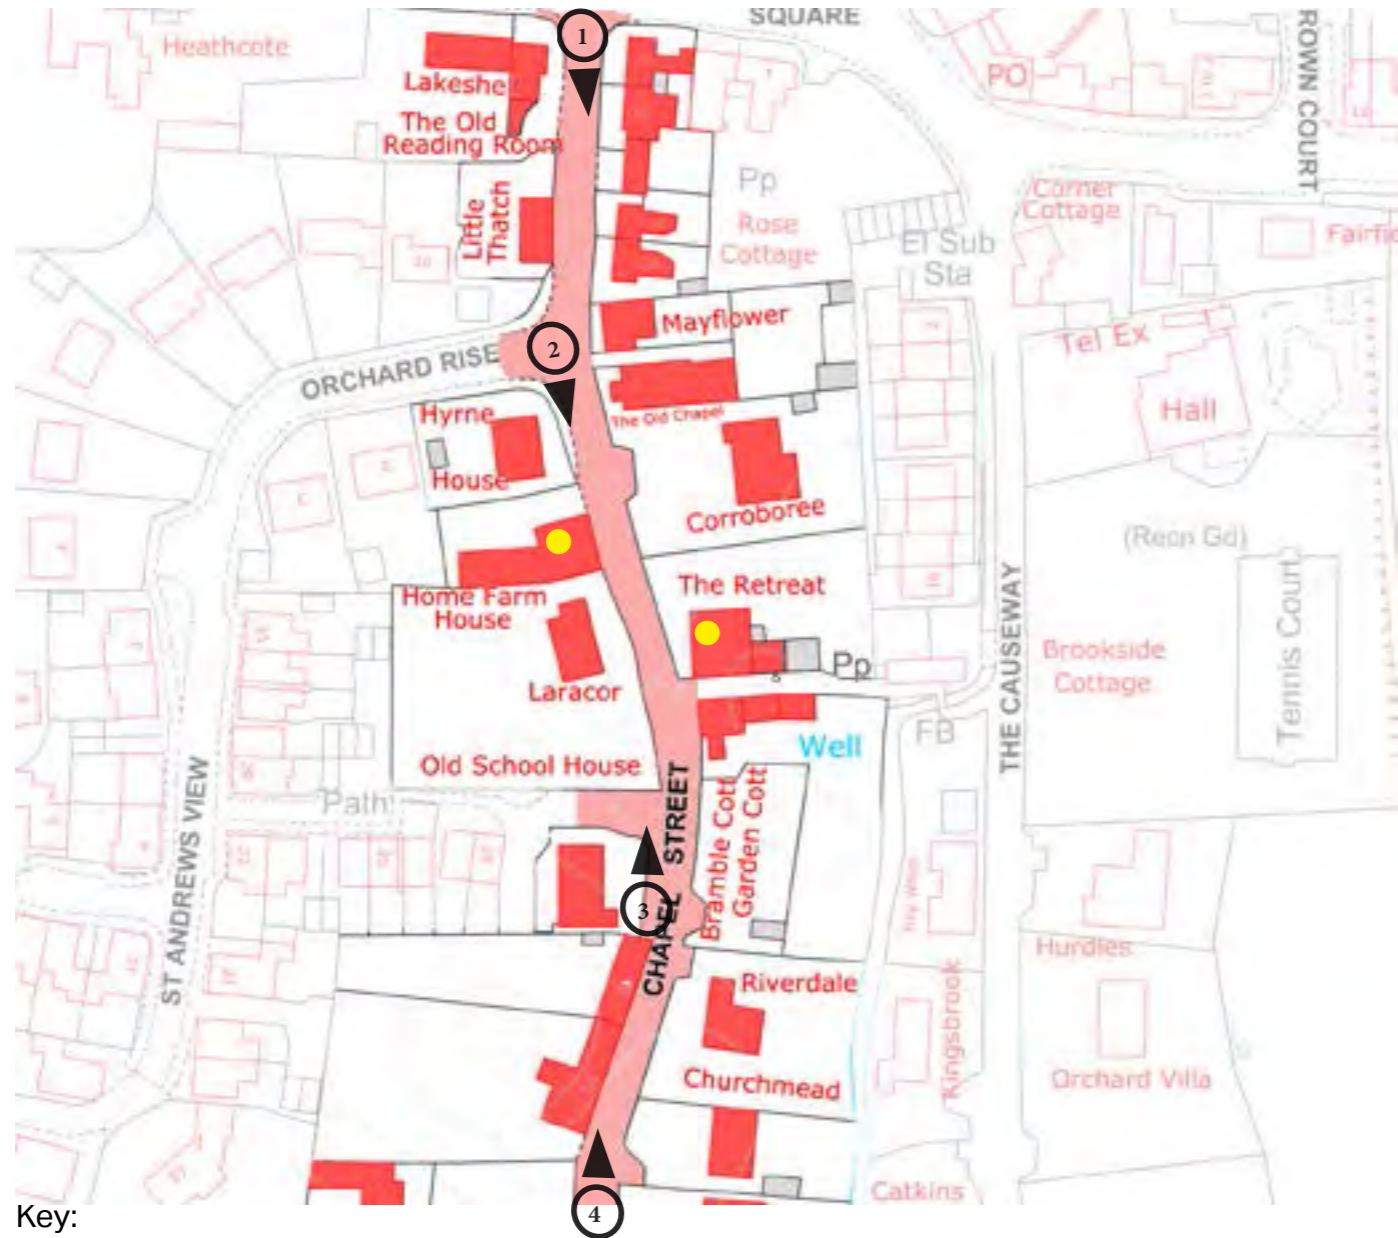 SQUARE
1
Heathcote
Lakeshe
The Old
Reading Room
PO
CROWN COURT
Pp
Rose
Cottage
Little
Thatch
Corner
Cottage
El Sub
Sta
Fairfie
Mayflower
Tel Ex
Hall
2
ORCHARD RISE
The Old Chapel
Hyrne
House
Corroboree
(Recn Gd)
Tennis Court
The Retreat
Home Farm
House
Laracor
Pp
THE CAUSEWAY
Brookside
Cottage
FB
Well
Old School House
Path
ST ANDREWS VIEW
CHAPEL STREET
Bramble Cott
Garden Cott
3
Riverdale
Churchmead
Kingsbrook
Hurdles
Orchard Villa
Catkins
4
Key: